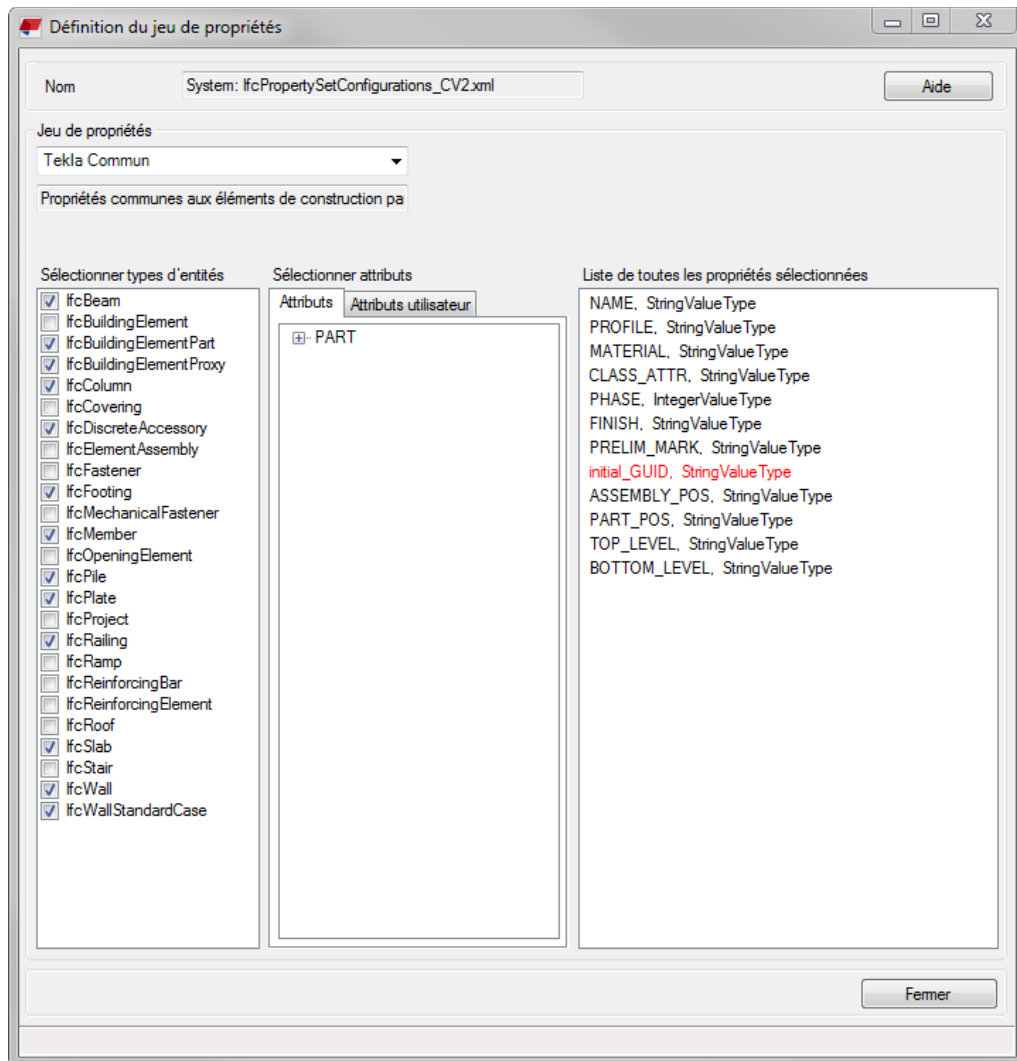 Définition du jeu de propriétés
Nom
System: IfcPropertySetConfigurations_CV2.xml
Aide
Jeu de propriétés
Tekla Commun
Propriétés communes aux éléments de construction pa
Sélectionner types d'entités
IfcBeam
IfcBuildingElement
IfcBuildingElementPart
IfcBuildingElementProxy
IfcColumn
IfcCovering
IfcDiscreteAccessory
IfcElementAssembly
IfcFastener
IfcFooting
IfcMechanicalFastener
IfcMember
IfcOpeningElement
IfcPile
IfcPlate
IfcProject
IfcRailing
IfcRamp
IfcReinforcingBar
IfcReinforcingElement
IfcRoof
IfcSlab
IfcStair
IfcWall
IfcWallStandardCase
Sélectionner attributs
Attributs
Attributs utilisateur
PART
Liste de toutes les propriétés sélectionnées
NAME, StringValueType
PROFILE, StringValueType
MATERIAL, StringValueType
CLASS_ATTR, StringValueType
PHASE, IntegerValueType
FINISH, StringValueType
PRELIM_MARK, StringValueType
initial_GUID, StringValueType
ASSEMBLY_POS, StringValueType
PART_POS, StringValueType
TOP_LEVEL, StringValueType
BOTTOM_LEVEL, StringValueType
Fermer